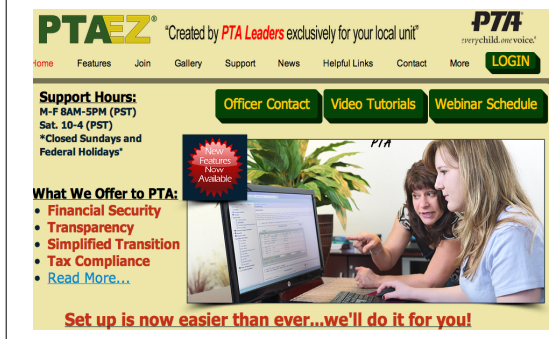 PTAEZ® "Created by PTA Leaders exclusively for your local unit"
PTA
everychild.onevoice.®
Home Features Join Gallery Support News Helpful Links Contact More LOGIN
Support Hours:
M-F 8AM-5PM (PST)
Sat. 10-4 (PST)
*Closed Sundays and
Federal Holidays*
Officer Contact Video Tutorials Webinar Schedule
New
Features
Now
Available
PTA
What We Offer to PTA:
• Financial Security
• Transparency
• Simplified Transition
• Tax Compliance
• Read More...
Set up is now easier than ever...we'll do it for you!